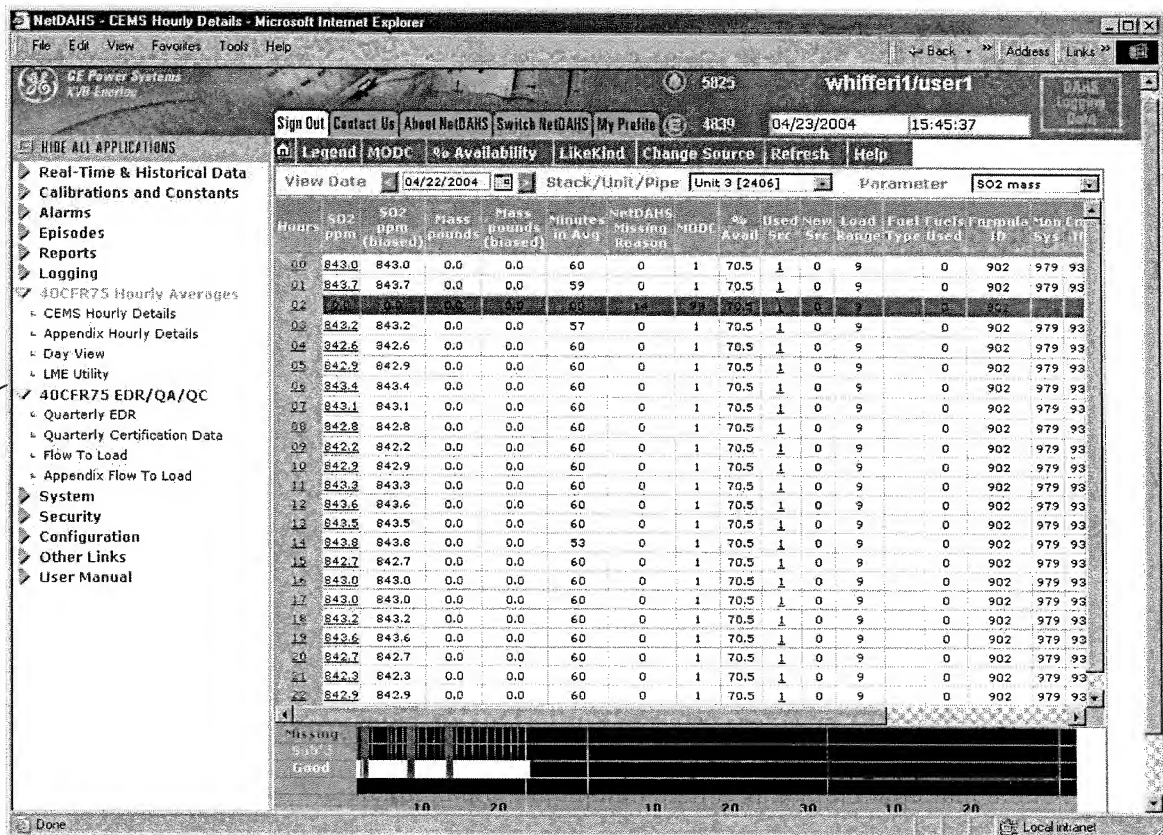 NetDAHS - CEMS Hourly Details - Microsoft Internet Explorer
File Edit View Favorites Tools Help
Back Address Links
GE Power Systems
KVB Enertec
5825 whifferi1/user1
DAHS Logging Data
Sign Out Contact Us About NetDAHS Switch NetDAHS My Profile 4839 04/23/2004 15:45:37
HIDE ALL APPLICATIONS
Real-Time & Historical Data
Calibrations and Constants
Alarms
Episodes
Reports
Logging
40CFR75 Hourly Averages
CEMS Hourly Details
Appendix Hourly Details
Day View
LME Utility
40CFR75 EDR/QA/QC
Quarterly EDR
Quarterly Certification Data
Flow To Load
Appendix Flow To Load
System
Security
Configuration
Other Links
User Manual
Legend MODC % Availability LikeKind Change Source Refresh Help
View Date 04/22/2004 Stack/Unit/Pipe Unit 3 [2406] Parameter SO2 mass
Hours SO2 ppm SO2 ppm (biased) Mass pounds Mass pounds (biased) Minutes in Avg NetDAHS Missing Reason MODC % Avail Used Src New Src Load Range Fuel Type Fuels Used Formula ID Mon Sys
00 843.0 843.0 0.0 0.0 60 0 1 70.5 1 0 9 0 902 979 93
01 843.7 843.7 0.0 0.0 59 0 1 70.5 1 0 9 0 902 979 93
02
03 843.2 843.2 0.0 0.0 57 0 1 70.5 1 0 9 0 902 979 93
04 842.6 842.6 0.0 0.0 60 0 1 70.5 1 0 9 0 902 979 93
05 842.9 842.9 0.0 0.0 60 0 1 70.5 1 0 9 0 902 979 93
06 843.4 843.4 0.0 0.0 60 0 1 70.5 1 0 9 0 902 979 93
07 843.1 843.1 0.0 0.0 60 0 1 70.5 1 0 9 0 902 979 93
08 842.8 842.8 0.0 0.0 60 0 1 70.5 1 0 9 0 902 979 93
09 842.2 842.2 0.0 0.0 60 0 1 70.5 1 0 9 0 902 979 93
10 842.9 842.9 0.0 0.0 60 0 1 70.5 1 0 9 0 902 979 93
11 843.3 843.3 0.0 0.0 60 0 1 70.5 1 0 9 0 902 979 93
12 843.6 843.6 0.0 0.0 60 0 1 70.5 1 0 9 0 902 979 93
13 843.5 843.5 0.0 0.0 60 0 1 70.5 1 0 9 0 902 979 93
14 843.8 843.8 0.0 0.0 53 0 1 70.5 1 0 9 0 902 979 93
15 842.7 842.7 0.0 0.0 60 0 1 70.5 1 0 9 0 902 979 93
16 843.0 843.0 0.0 0.0 60 0 1 70.5 1 0 9 0 902 979 93
17 843.0 843.0 0.0 0.0 60 0 1 70.5 1 0 9 0 902 979 93
18 843.2 843.2 0.0 0.0 60 0 1 70.5 1 0 9 0 902 979 93
19 843.6 843.6 0.0 0.0 60 0 1 70.5 1 0 9 0 902 979 93
20 842.7 842.7 0.0 0.0 60 0 1 70.5 1 0 9 0 902 979 93
21 842.3 842.3 0.0 0.0 60 0 1 70.5 1 0 9 0 902 979 93
22 842.9 842.9 0.0 0.0 60 0 1 70.5 1 0 9 0 902 979 93
Missing
Good
10 20 10 20 30 10 20
Done Local intranet